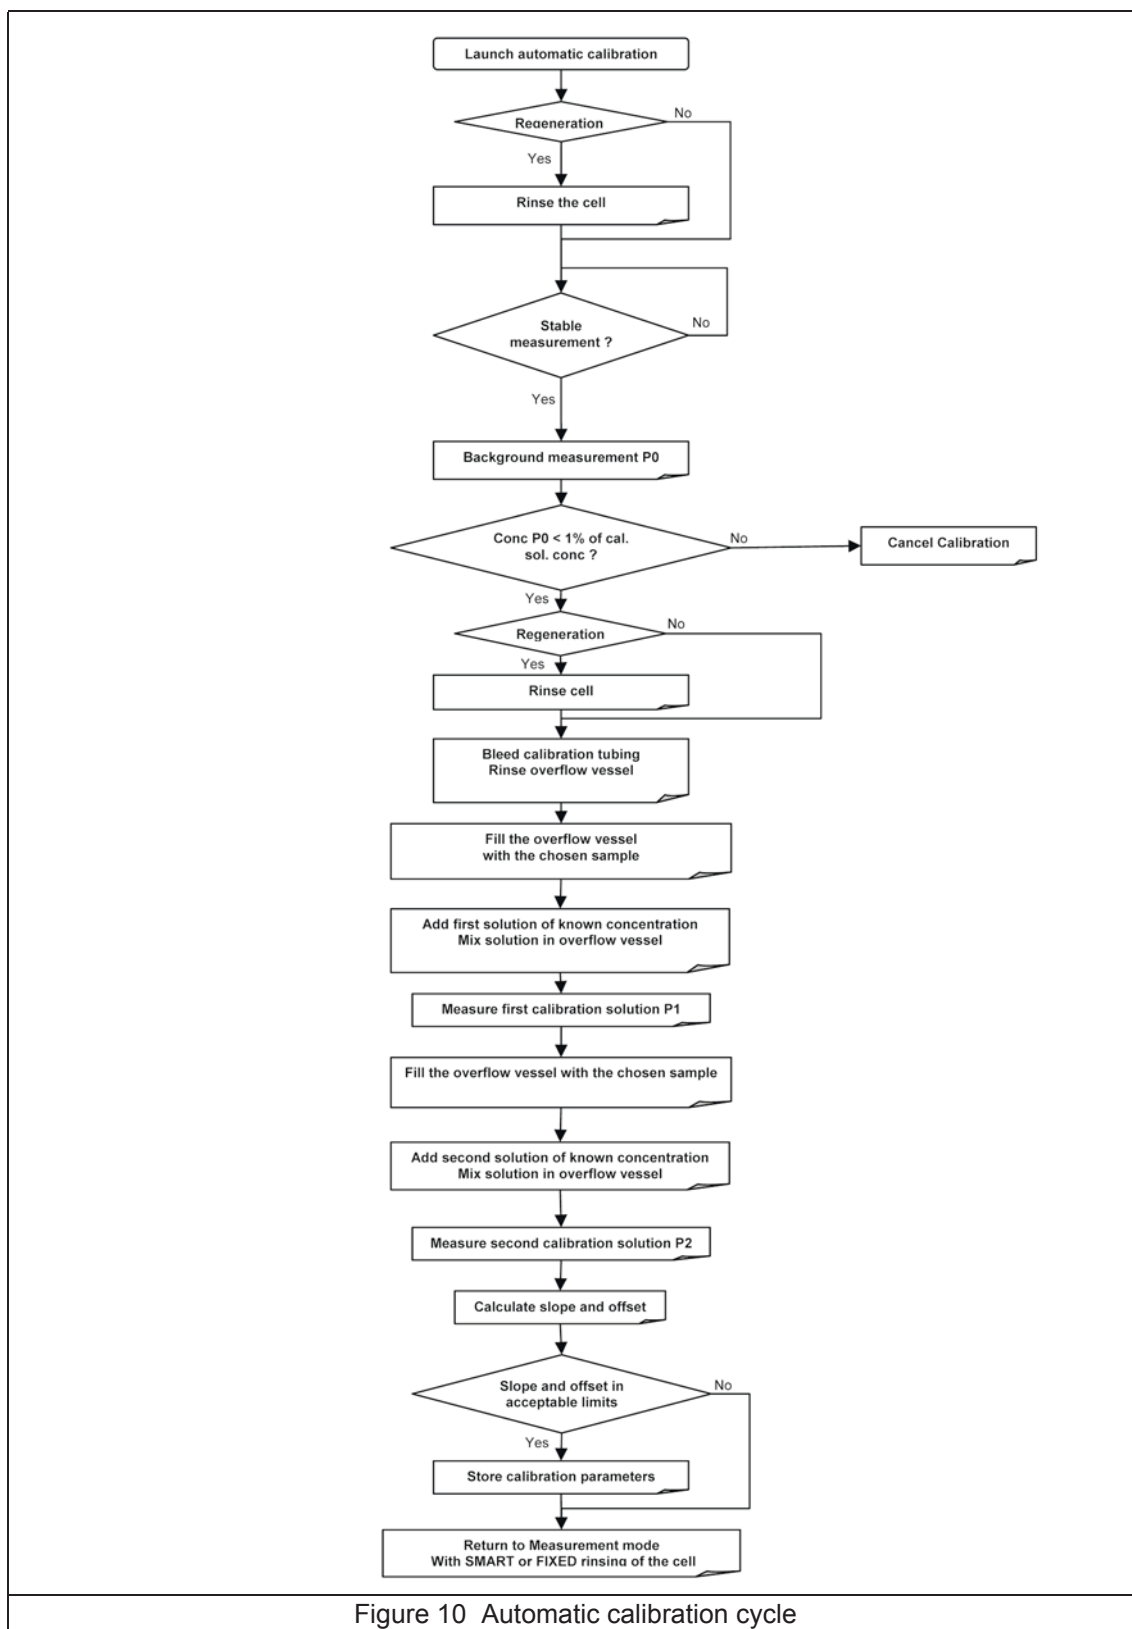 Launch automatic calibration
Regeneration
No
Yes
Rinse the cell
Stable
measurement ?
No
Yes
Background measurement P0
Conc P0 < 1% of cal.
sol. conc ?
No
Cancel Calibration
Yes
Regeneration
No
Yes
Rinse cell
Bleed calibration tubing
Rinse overflow vessel
Fill the overflow vessel
with the chosen sample
Add first solution of known concentration
Mix solution in overflow vessel
Measure first calibration solution P1
Fill the overflow vessel with the chosen sample
Add second solution of known concentration
Mix solution in overflow vessel
Measure second calibration solution P2
Calculate slope and offset
Slope and offset in
acceptable limits
No
Yes
Store calibration parameters
Return to Measurement mode
With SMART or FIXED rinsing of the cell
Figure 10 Automatic calibration cycle